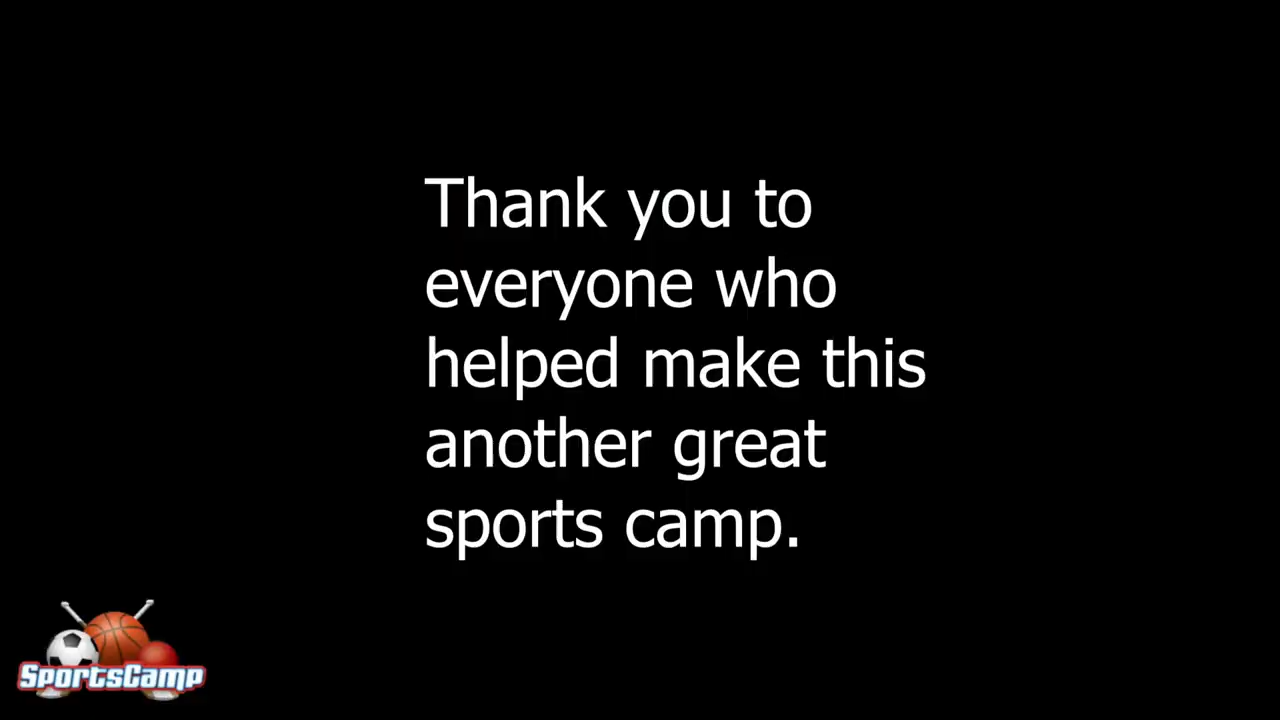 Thank you to
everyone who
helped make this
another great
sports camp.
SportsCamp